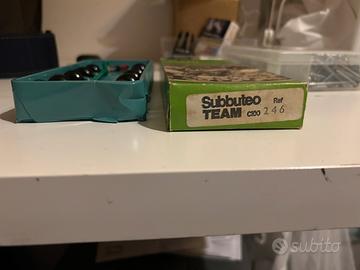 Subbuteo Ref
TEAM C100 246
subito